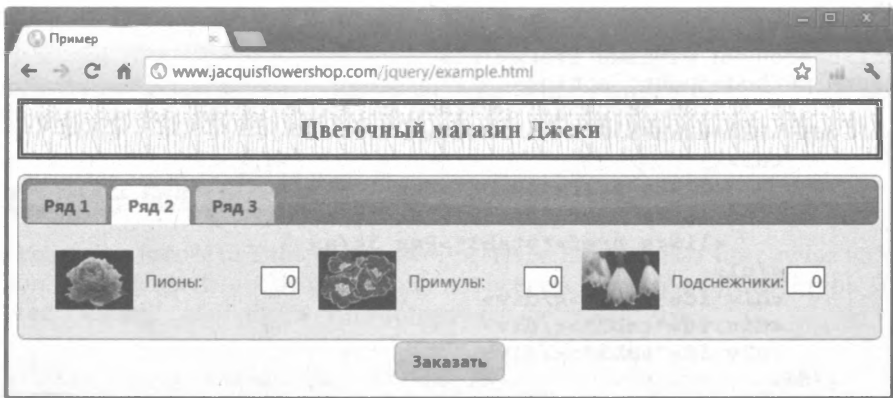 Пример
www.jacquisflowershop.com/jquery/example.html
Цветочный магазин Джеки
Ряд 1 Ряд 2 Ряд 3
Пионы: 0 Примулы: 0 Подснежники: 0
Заказать